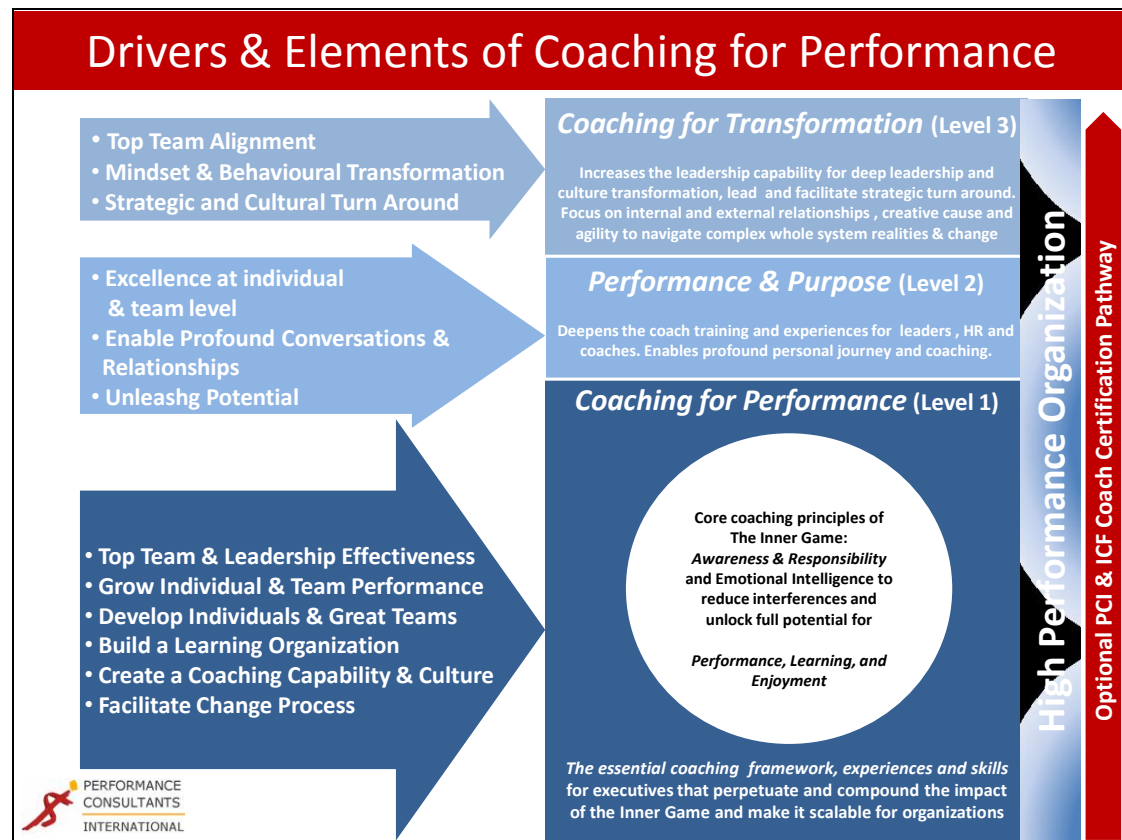 Drivers & Elements of Coaching for Performance
• Top Team Alignment
• Mindset & Behavioural Transformation
• Strategic and Cultural Turn Around
Coaching for Transformation (Level 3)
Increases the leadership capability for deep leadership and
culture transformation, lead and facilitate strategic turn around.
Focus on internal and external relationships , creative cause and
agility to navigate complex whole system realities & change
• Excellence at individual
& team level
• Enable Profound Conversations &
Relationships
• Unleashg Potential
Performance & Purpose (Level 2)
Deepens the coach training and experiences for leaders , HR and
coaches. Enables profound personal journey and coaching.
• Top Team & Leadership Effectiveness
• Grow Individual & Team Performance
• Develop Individuals & Great Teams
• Build a Learning Organization
• Create a Coaching Capability & Culture
• Facilitate Change Process
Coaching for Performance (Level 1)
Core coaching principles of
The Inner Game:
Awareness & Responsibility
and Emotional Intelligence to
reduce interferences and
unlock full potential for
Performance, Learning, and
Enjoyment
The essential coaching framework, experiences and skills
for executives that perpetuate and compound the impact
of the Inner Game and make it scalable for organizations
High Performance Organization
Optional PCI & ICF Coach Certification Pathway
PERFORMANCE
CONSULTANTS
INTERNATIONAL